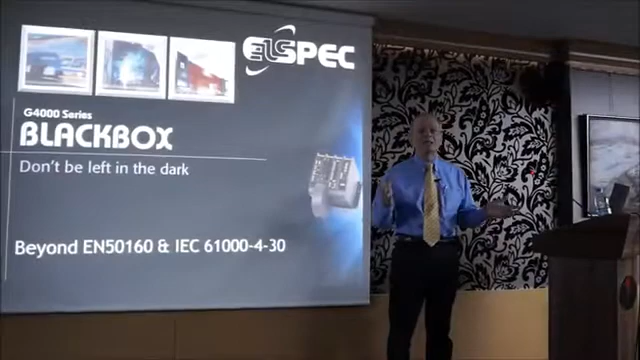 ELSPEC
G4000 Series
BLACKBOX
Don't be left in the dark
Beyond EN50160 & IEC 61000-4-30